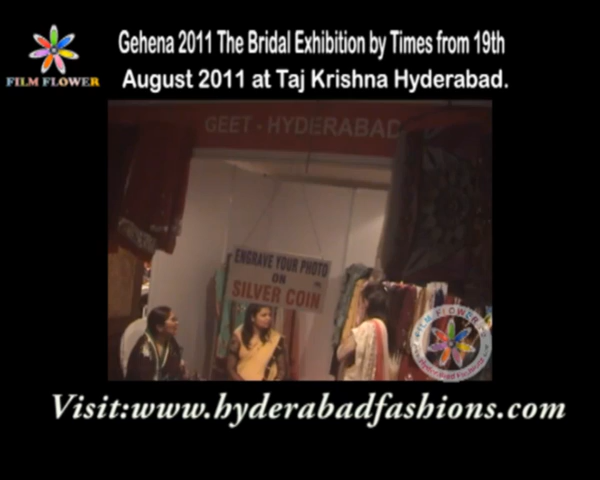 Gehena 2011 The Bridal Exhibition by Times from 19th
August 2011 at Taj Krishna Hyderabad.
FILM FLOWER
GEET - HYDERABAD
ENGRAVE YOUR PHOTO
ON
SILVER COIN
FILM FLOWER
Visit:www.hyderabadfashions.com